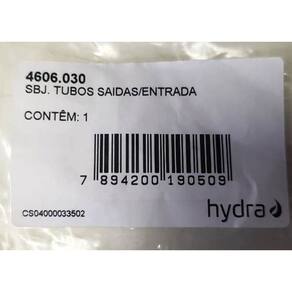 4606.030
SBJ. TUBOS SAIDAS/ENTRADA
CONTÊM: 1
7 894200 190509
CS04000033502
hydra